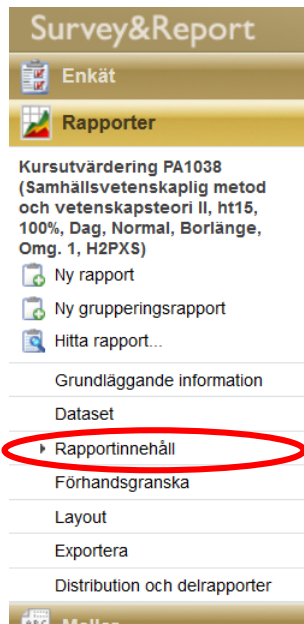 Survey&Report
Enkät
Rapporter
Kursutvärdering PA1038
(Samhällsvetenskaplig metod
och vetenskapsteori II, ht15,
100%, Dag, Normal, Borlänge,
Omg. 1, H2PXS)
Ny rapport
Ny grupperingsrapport
Hitta rapport...
Grundläggande information
Dataset
Rapportinnehåll
Förhandsgranska
Layout
Exportera
Distribution och delrapporter